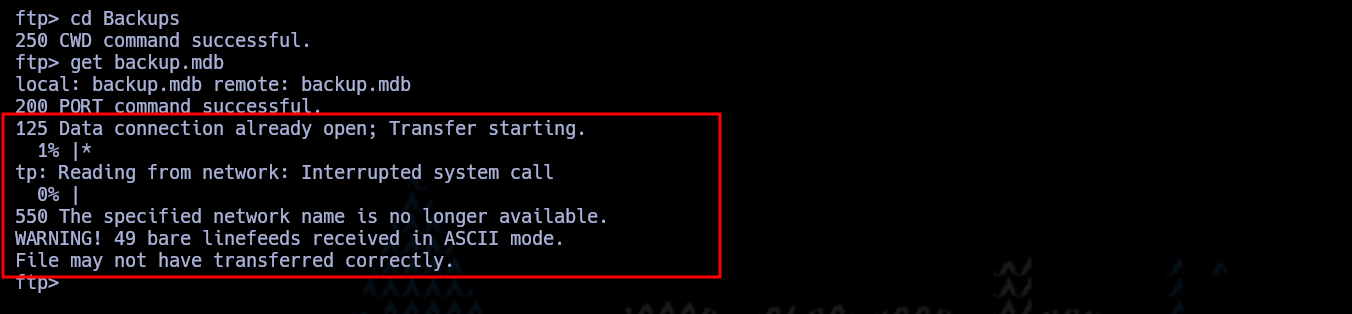 ftp> cd Backups
250 CWD command successful.
ftp> get backup.mdb
local: backup.mdb remote: backup.mdb
200 PORT command successful.
125 Data connection already open; Transfer starting.
  1% |*
tp: Reading from network: Interrupted system call
  0% |
550 The specified network name is no longer available.
WARNING! 49 bare linefeeds received in ASCII mode.
File may not have transferred correctly.
ftp>